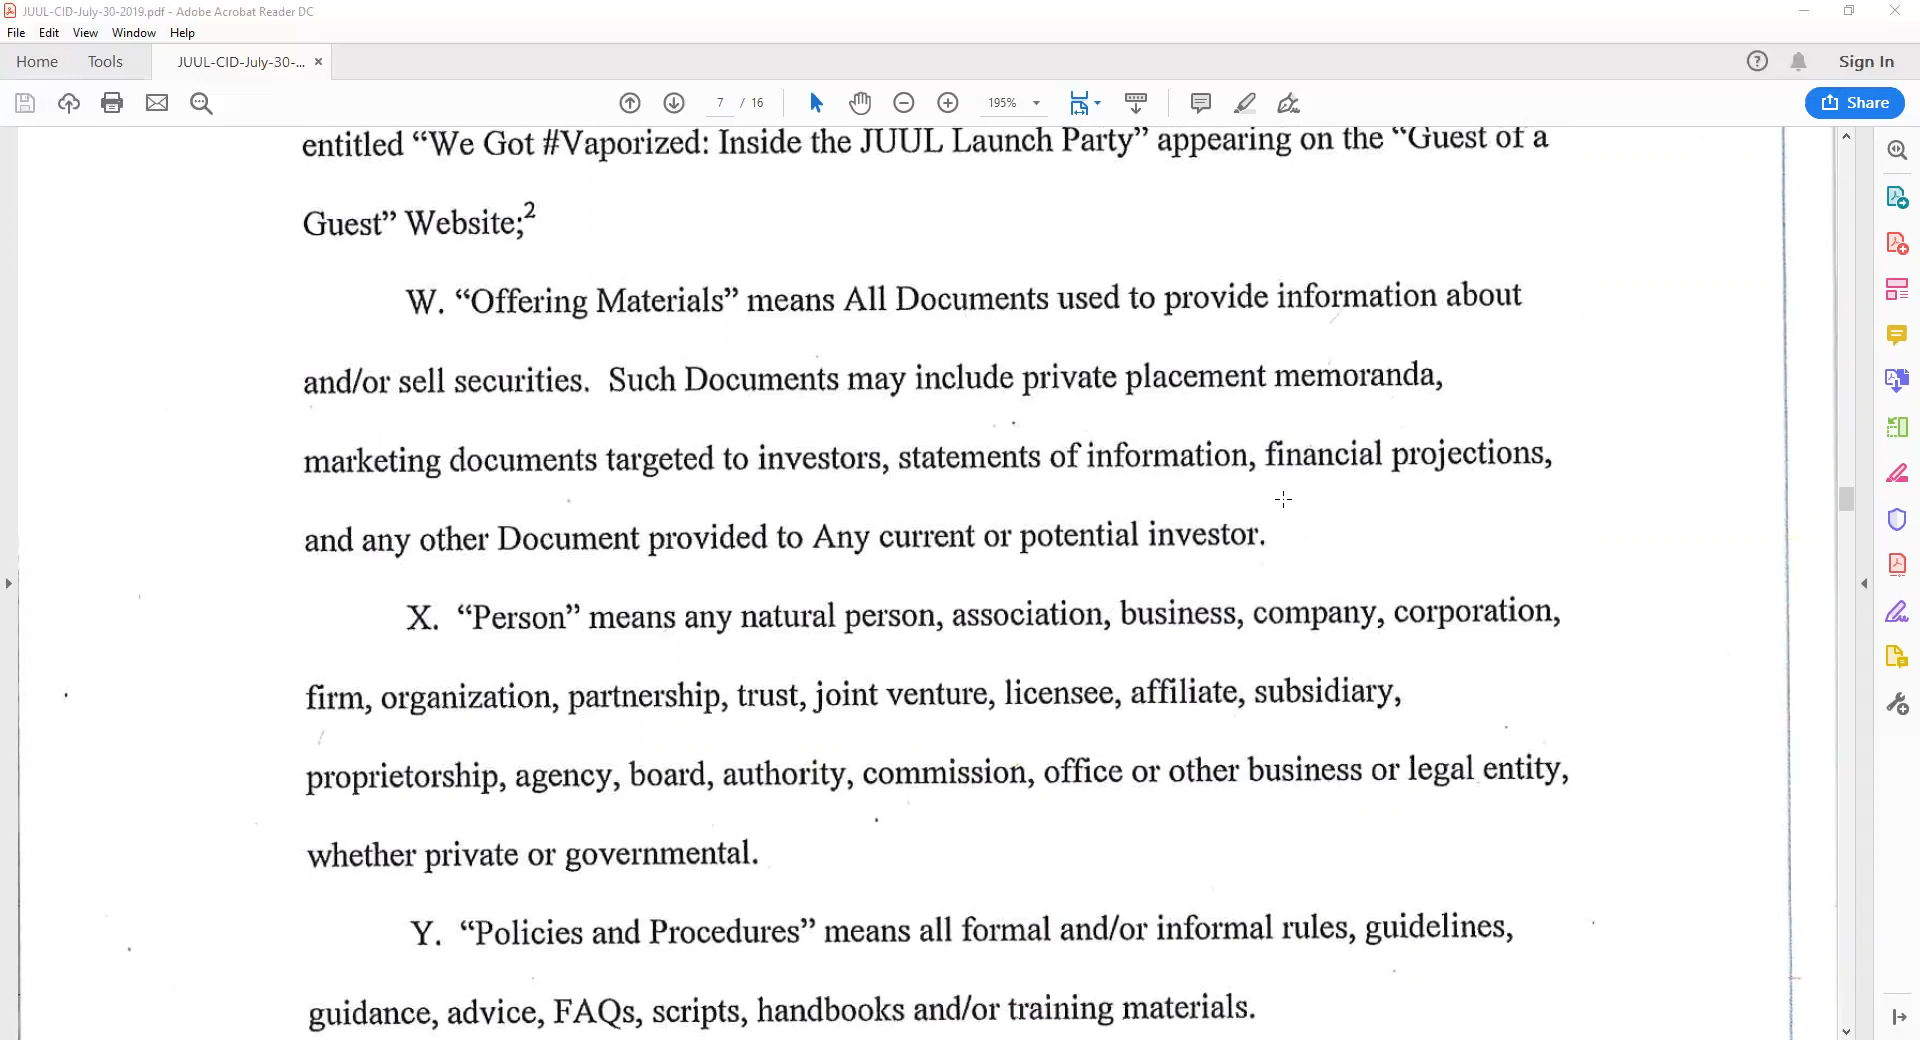 JUUL-CID-July-30-2019.pdf - Adobe Acrobat Reader DC
File Edit View Window Help
Home Tools JUUL-CID-July-30-... × Sign In
7 / 16 195% Share
entitled “We Got #Vaporized: Inside the JUUL Launch Party” appearing on the “Guest of a
Guest” Website;2
W. “Offering Materials” means All Documents used to provide information about
and/or sell securities. Such Documents may include private placement memoranda,
marketing documents targeted to investors, statements of information, financial projections,
and any other Document provided to Any current or potential investor.
X. “Person” means any natural person, association, business, company, corporation,
firm, organization, partnership, trust, joint venture, licensee, affiliate, subsidiary,
proprietorship, agency, board, authority, commission, office or other business or legal entity,
whether private or governmental.
Y. “Policies and Procedures” means all formal and/or informal rules, guidelines,
guidance, advice, FAQs, scripts, handbooks and/or training materials.